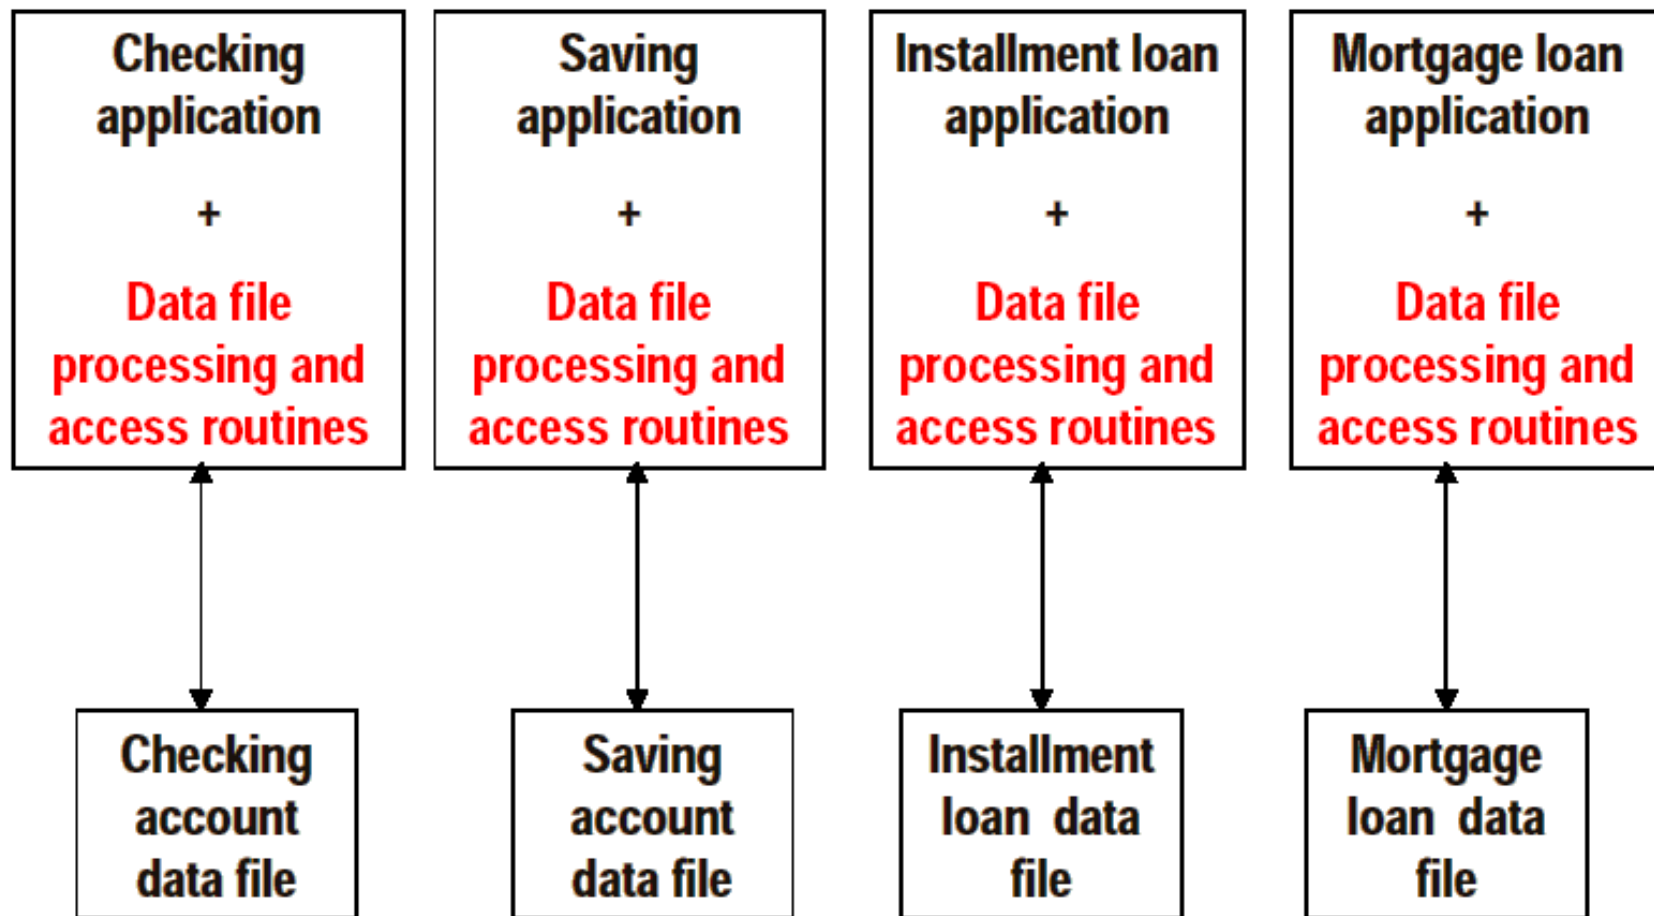 Checking
application
+
Data file
processing and
access routines
Saving
application
+
Data file
processing and
access routines
Installment loan
application
+
Data file
processing and
access routines
Mortgage loan
application
+
Data file
processing and
access routines
Checking
account
data file
Saving
account
data file
Installment
loan data
file
Mortgage
loan data
file